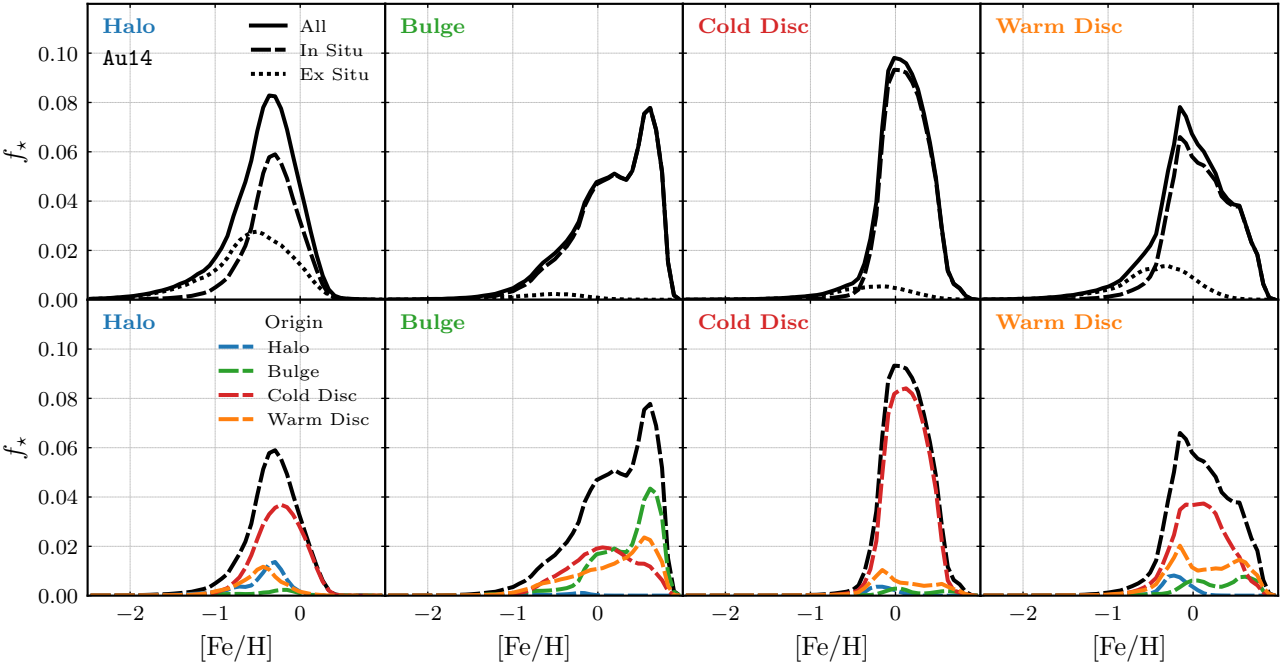 Halo
Au14
All
In Situ
Ex Situ
Bulge
Cold Disc
Warm Disc
f⋆
0.10
0.08
0.06
0.04
0.02
0.00
Halo
Origin
Halo
Bulge
Cold Disc
Warm Disc
Bulge
Cold Disc
Warm Disc
f⋆
0.10
0.08
0.06
0.04
0.02
0.00
−2 −1 0 −2 −1 0 −2 −1 0 −2 −1 0
[Fe/H] [Fe/H] [Fe/H] [Fe/H]